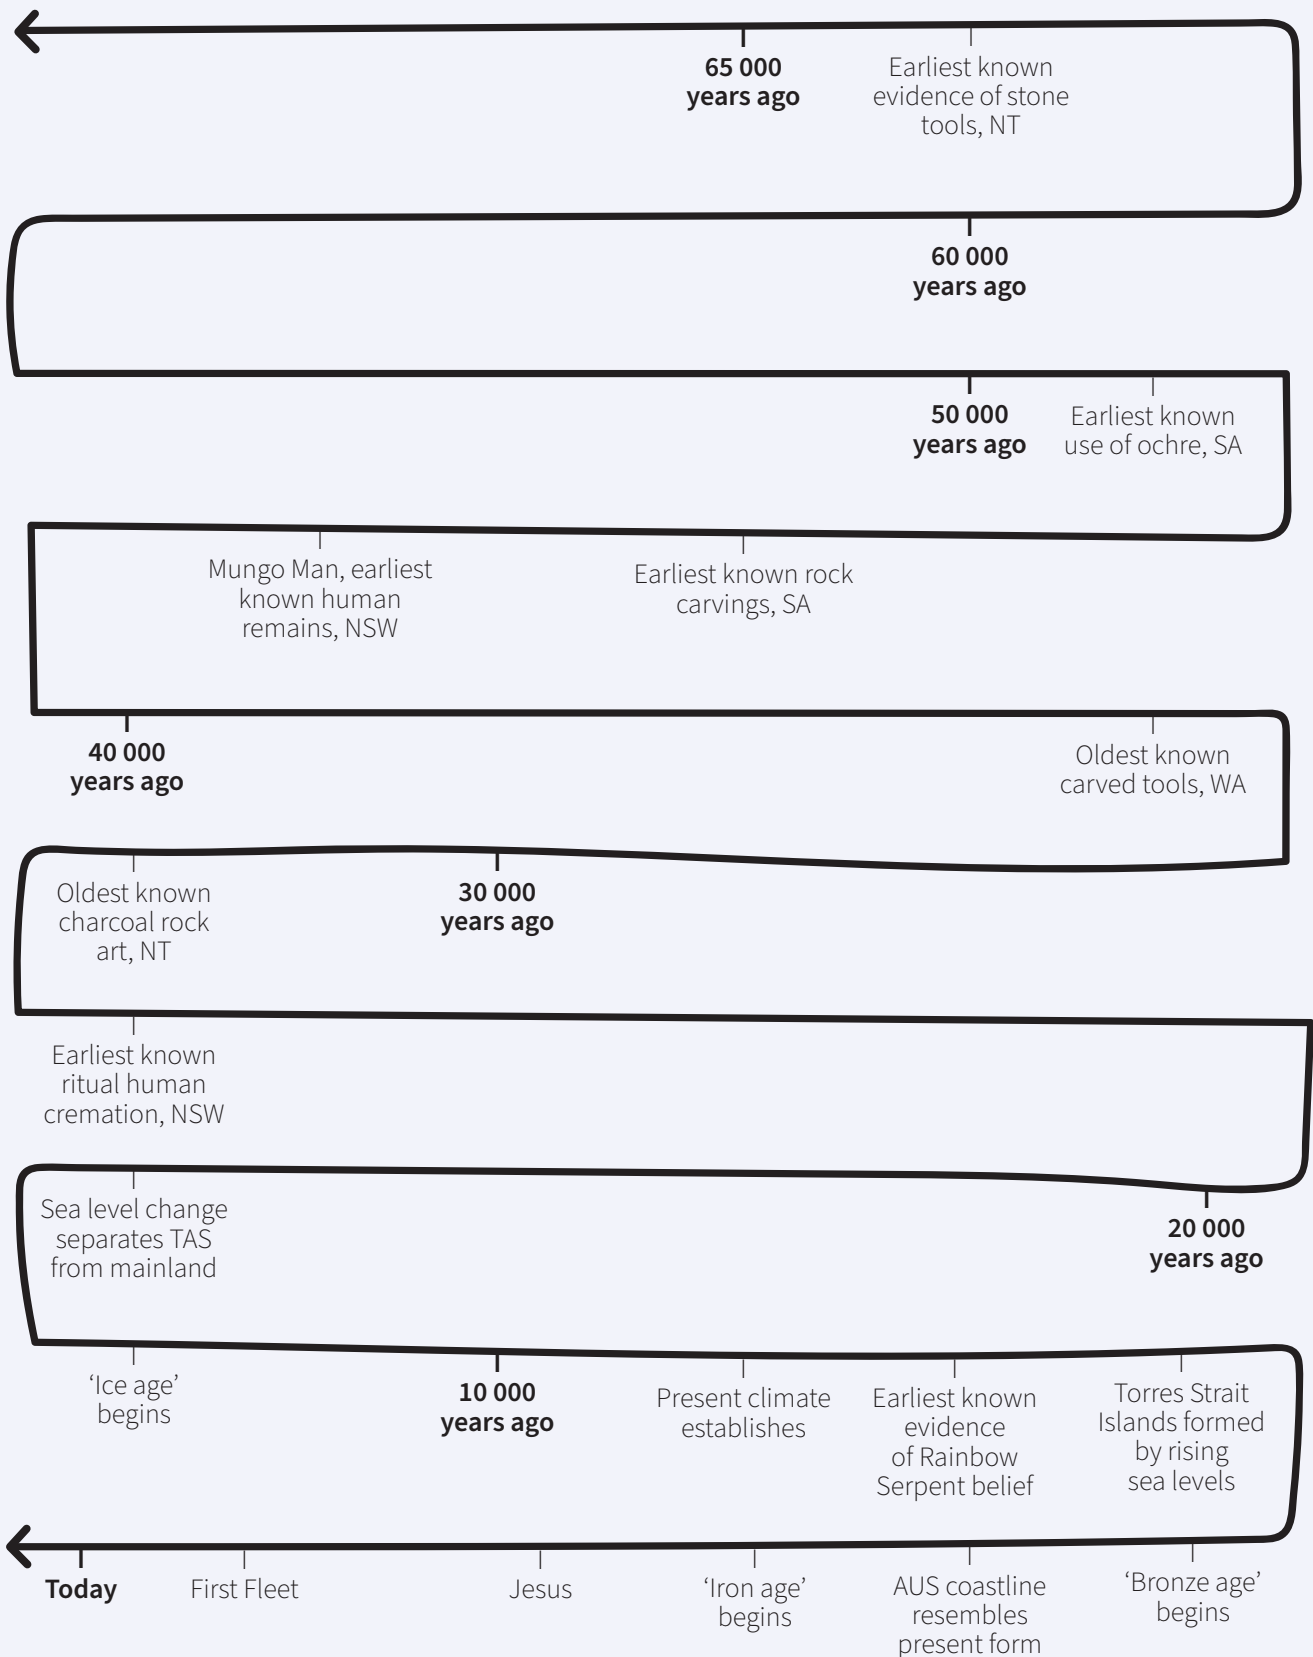 65 000
years ago
Earliest known
evidence of stone
tools, NT
60 000
years ago
50 000
years ago
Earliest known
use of ochre, SA
Mungo Man, earliest
known human
remains, NSW
Earliest known rock
carvings, SA
40 000
years ago
Oldest known
carved tools, WA
Oldest known
charcoal rock
art, NT
30 000
years ago
Earliest known
ritual human
cremation, NSW
Sea level change
separates TAS
from mainland
20 000
years ago
‘Ice age’
begins
10 000
years ago
Present climate
establishes
Earliest known
evidence
of Rainbow
Serpent belief
Torres Strait
Islands formed
by rising
sea levels
Today
First Fleet
Jesus
‘Iron age’
begins
AUS coastline
resembles
present form
‘Bronze age’
begins